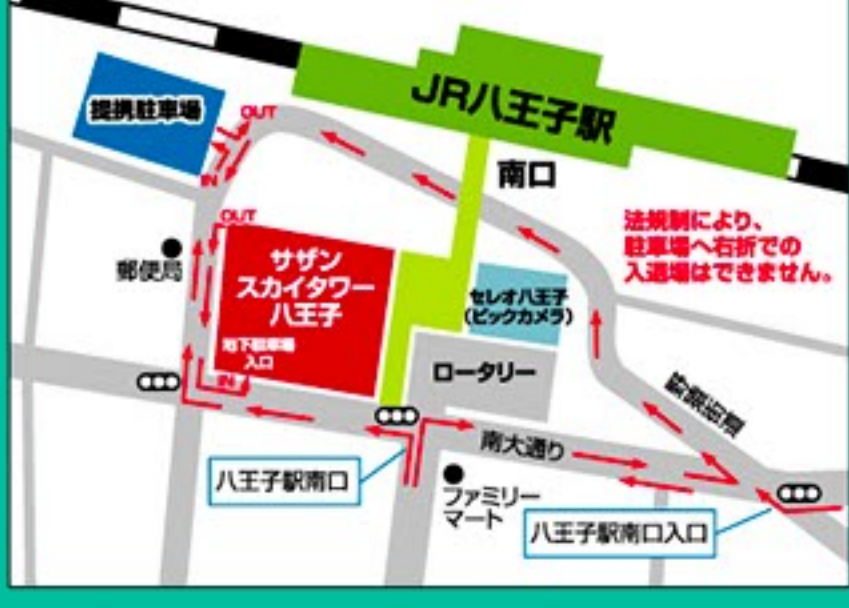 JR八王子駅
提携駐車場
OUT
IN
南口
法規制により、
駐車場へ右折での
入退場はできません。
OUT
郵便局
サザン
スカイタワー
八王子
地下駐車場
入口
IN
セレオ八王子
(ビックカメラ)
ロータリー
南大通り
八王子駅南口
ファミリー
マート
八王子駅南口入口